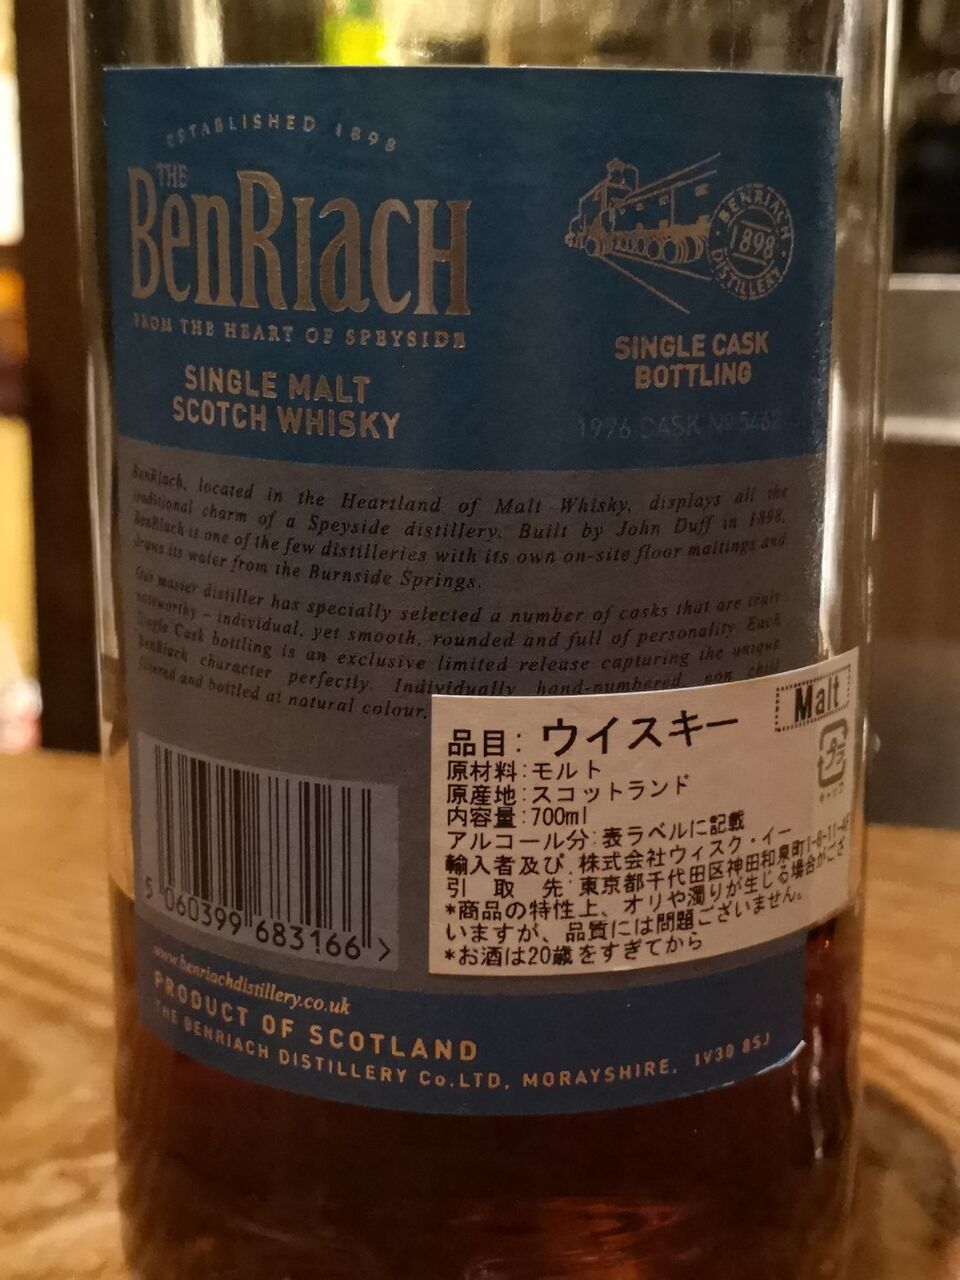 ESTABLISHED 1898
THE
BENRIACH
FROM THE HEART OF SPEYSIDE
SINGLE MALT
SCOTCH WHISKY
BENRIACH
1898
DISTILLERY
SINGLE CASK
BOTTLING
1976 CASK Nº 5462
BenRiach, located in the Heartland of Malt Whisky, displays all the
traditional charm of a Speyside distillery. Built by John Duff in 1898,
BenRiach is one of the few distilleries with its own on-site floor maltings and
draws its water from the Burnside Springs.
Our master distiller has specially selected a number of casks that are truly
noteworthy – individual, yet smooth, rounded and full of personality. Each
Single Cask bottling is an exclusive limited release capturing the unique
BenRiach character perfectly. Individually hand-numbered, non chill
filtered and bottled at natural colour.
Malt
品目: ウイスキー
原材料:モルト
原産地:スコットランド
内容量:700ml
アルコール分:表ラベルに記載
輸入者及び 株式会社ウィスク・イー
引取先:東京都千代田区神田和泉町1-8-11-4F
*商品の特性上、オリや濁りが生じる場合がござ
いますが、品質には問題ございません。
*お酒は20歳をすぎてから
プラ
キャップ
5 060399 683166 >
www.benriachdistillery.co.uk
PRODUCT OF SCOTLAND
THE BENRIACH DISTILLERY Co.LTD, MORAYSHIRE, IV30 8SJ